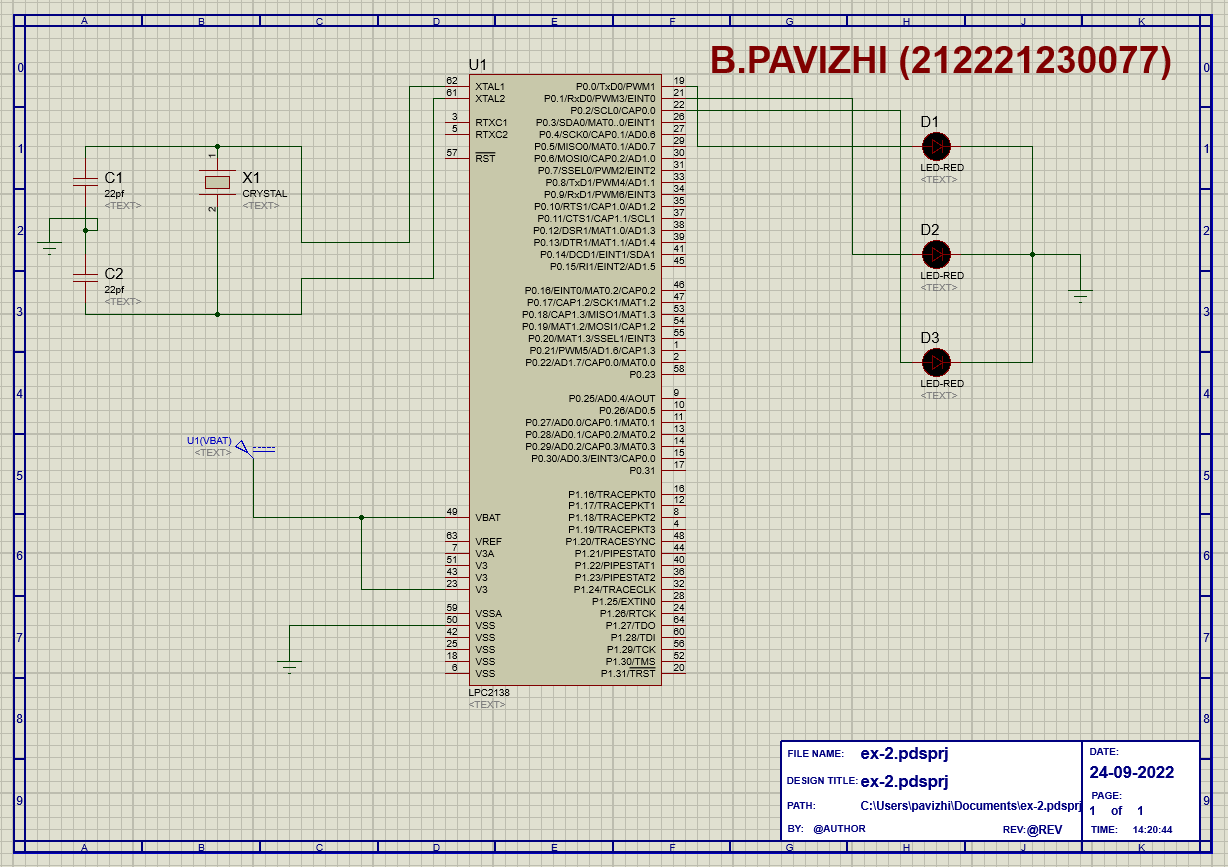 A B C D E F G H J K
B.PAVIZHI (212221230077)
0 0
U1
62 XTAL1 P0.0/TxD0/PWM1 19
61 XTAL2 P0.1/RxD0/PWM3/EINT0 21
P0.2/SCL0/CAP0.0 22
3 RTXC1 P0.3/SDA0/MAT0..0/EINT1 26
5 RTXC2 P0.4/SCK0/CAP0.1/AD0.6 27
P0.5/MISO0/MAT0.1/AD0.7 29
57 RST P0.6/MOSI0/CAP0.2/AD1.0 30
P0.7/SSEL0/PWM2/EINT2 31
P0.8/TxD1/PWM4/AD1.1 33
P0.9/RxD1/PWM6/EINT3 34
P0.10/RTS1/CAP1.0/AD1.2 35
P0.11/CTS1/CAP1.1/SCL1 37
P0.12/DSR1/MAT1.0/AD1.3 38
P0.13/DTR1/MAT1.1/AD1.4 39
P0.14/DCD1/EINT1/SDA1 41
P0.15/RI1/EINT2/AD1.5 45
P0.16/EINT0/MAT0.2/CAP0.2 46
P0.17/CAP1.2/SCK1/MAT1.2 47
P0.18/CAP1.3/MISO1/MAT1.3 53
P0.19/MAT1.2/MOSI1/CAP1.2 54
P0.20/MAT1.3/SSEL1/EINT3 55
P0.21/PWM5/AD1.6/CAP1.3 1
P0.22/AD1.7/CAP0.0/MAT0.0 2
P0.23 58
P0.25/AD0.4/AOUT 9
P0.26/AD0.5 10
P0.27/AD0.0/CAP0.1/MAT0.1 11
P0.28/AD0.1/CAP0.2/MAT0.2 13
P0.29/AD0.2/CAP0.3/MAT0.3 14
P0.30/AD0.3/EINT3/CAP0.0 15
P0.31 17
P1.16/TRACEPKT0 16
P1.17/TRACEPKT1 12
49 VBAT P1.18/TRACEPKT2 8
P1.19/TRACEPKT3 4
63 VREF P1.20/TRACESYNC 48
7 V3A P1.21/PIPESTAT0 44
51 V3 P1.22/PIPESTAT1 40
43 V3 P1.23/PIPESTAT2 36
23 V3 P1.24/TRACECLK 32
P1.25/EXTIN0 28
59 VSSA P1.26/RTCK 24
50 VSS P1.27/TDO 64
42 VSS P1.28/TDI 60
25 VSS P1.29/TCK 56
18 VSS P1.30/TMS 52
6 VSS P1.31/TRST 20
LPC2138
<TEXT>
1 1
C1
22pf
<TEXT>
1
X1
CRYSTAL
<TEXT>
2
2 2
C2
22pf
<TEXT>
3 3
D1
LED-RED
<TEXT>
D2
LED-RED
<TEXT>
D3
LED-RED
<TEXT>
4 4
U1(VBAT)
<TEXT>
5 5
6 6
7 7
8 8
9 9
FILE NAME: ex-2.pdsprj
DESIGN TITLE: ex-2.pdsprj
PATH: C:\Users\pavizhi\Documents\ex-2.pdsprj
BY: @AUTHOR REV:@REV
DATE:
24-09-2022
PAGE:
1 of 1
TIME: 14:20:44
A B C D E F G H J K